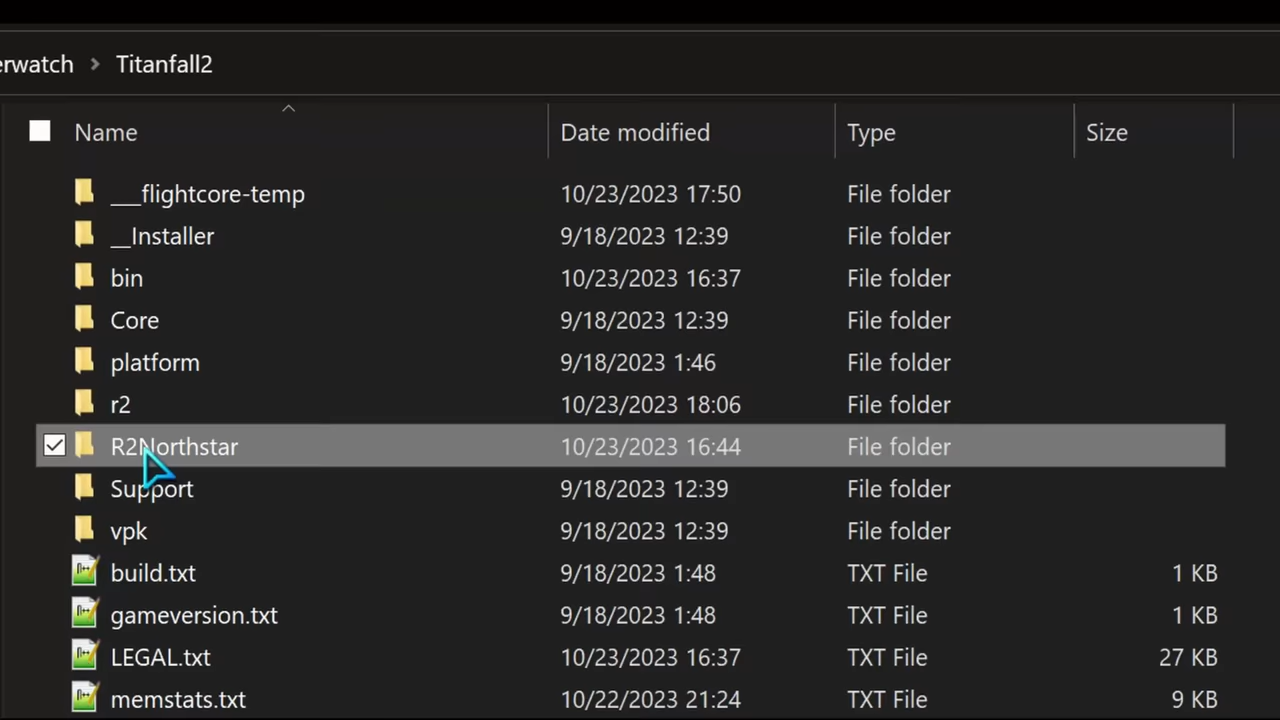 erwatch > Titanfall2
Name Date modified Type Size
___flightcore-temp 10/23/2023 17:50 File folder
__Installer 9/18/2023 12:39 File folder
bin 10/23/2023 16:37 File folder
Core 9/18/2023 12:39 File folder
platform 9/18/2023 1:46 File folder
r2 10/23/2023 18:06 File folder
R2Northstar 10/23/2023 16:44 File folder
Support 9/18/2023 12:39 File folder
vpk 9/18/2023 12:39 File folder
build.txt 9/18/2023 1:48 TXT File 1 KB
gameversion.txt 9/18/2023 1:48 TXT File 1 KB
LEGAL.txt 10/23/2023 16:37 TXT File 27 KB
memstats.txt 10/22/2023 21:24 TXT File 9 KB